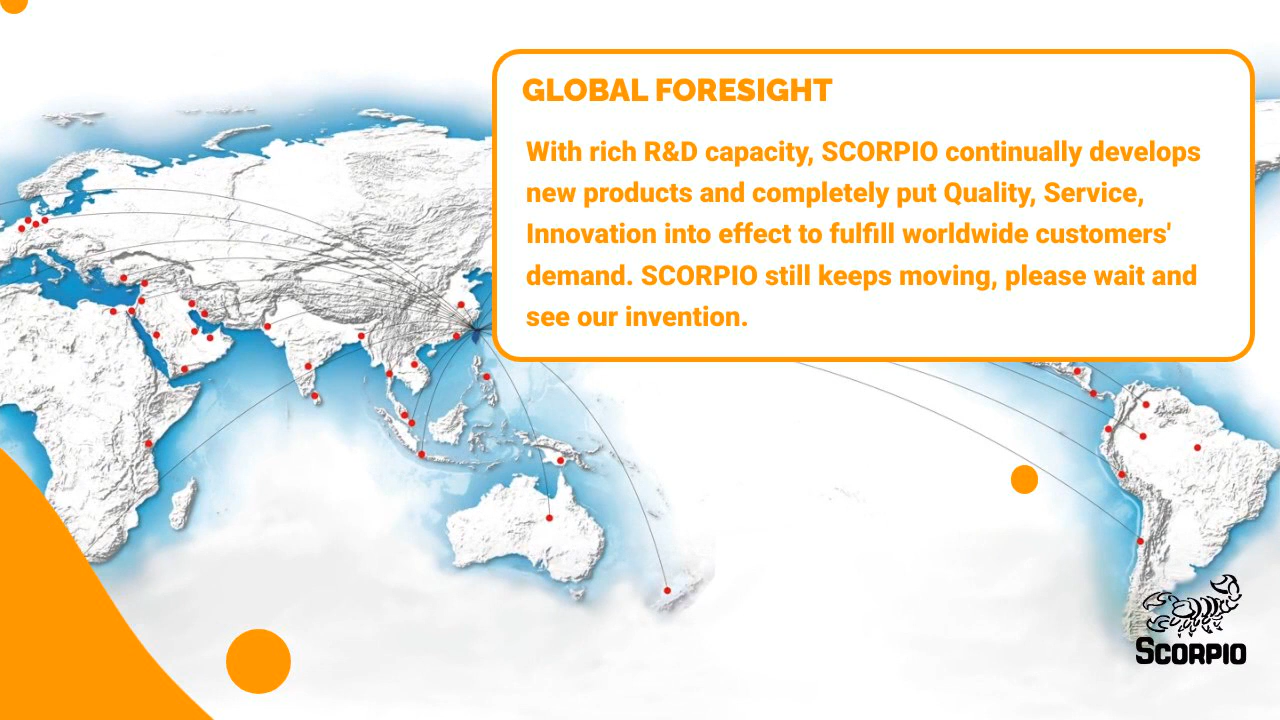 GLOBAL FORESIGHT
With rich R&D capacity, SCORPIO continually develops
new products and completely put Quality, Service,
Innovation into effect to fulfill worldwide customers'
demand. SCORPIO still keeps moving, please wait and
see our invention.
SCORPIO